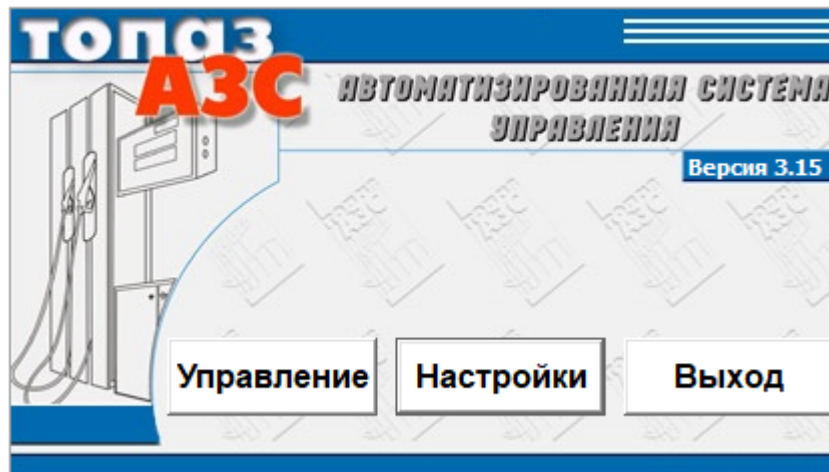 топаз
АЗС
АВТОМАТИЗИРОВАННАЯ СИСТЕМА
УПРАВЛЕНИЯ
Версия 3.15
Управление Настройки Выход